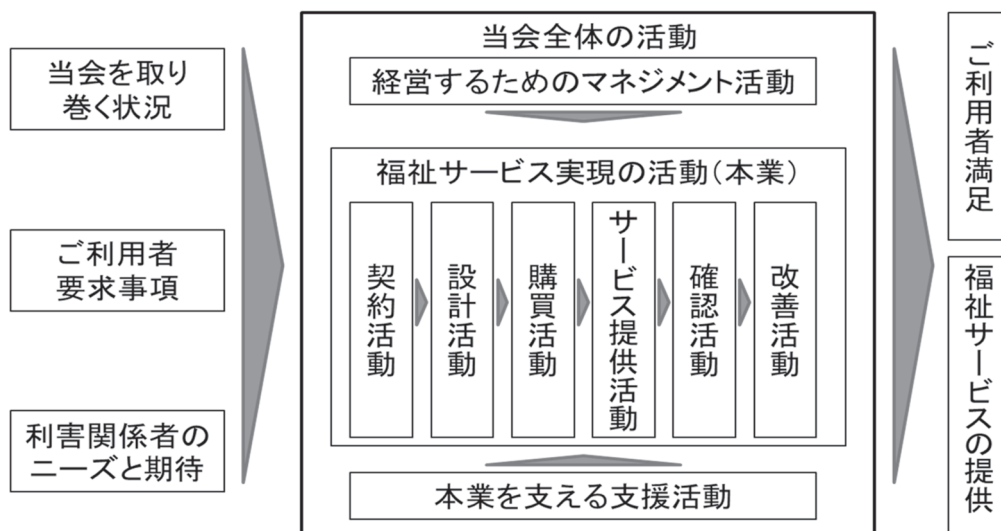 当会を取り
巻く状況
ご利用者
要求事項
利害関係者の
ニーズと期待
当会全体の活動
経営するためのマネジメント活動
福祉サービス実現の活動(本業)
契約活動
設計活動
購買活動
サービス提供活動
確認活動
改善活動
本業を支える支援活動
ご利用者満足
福祉サービスの提供